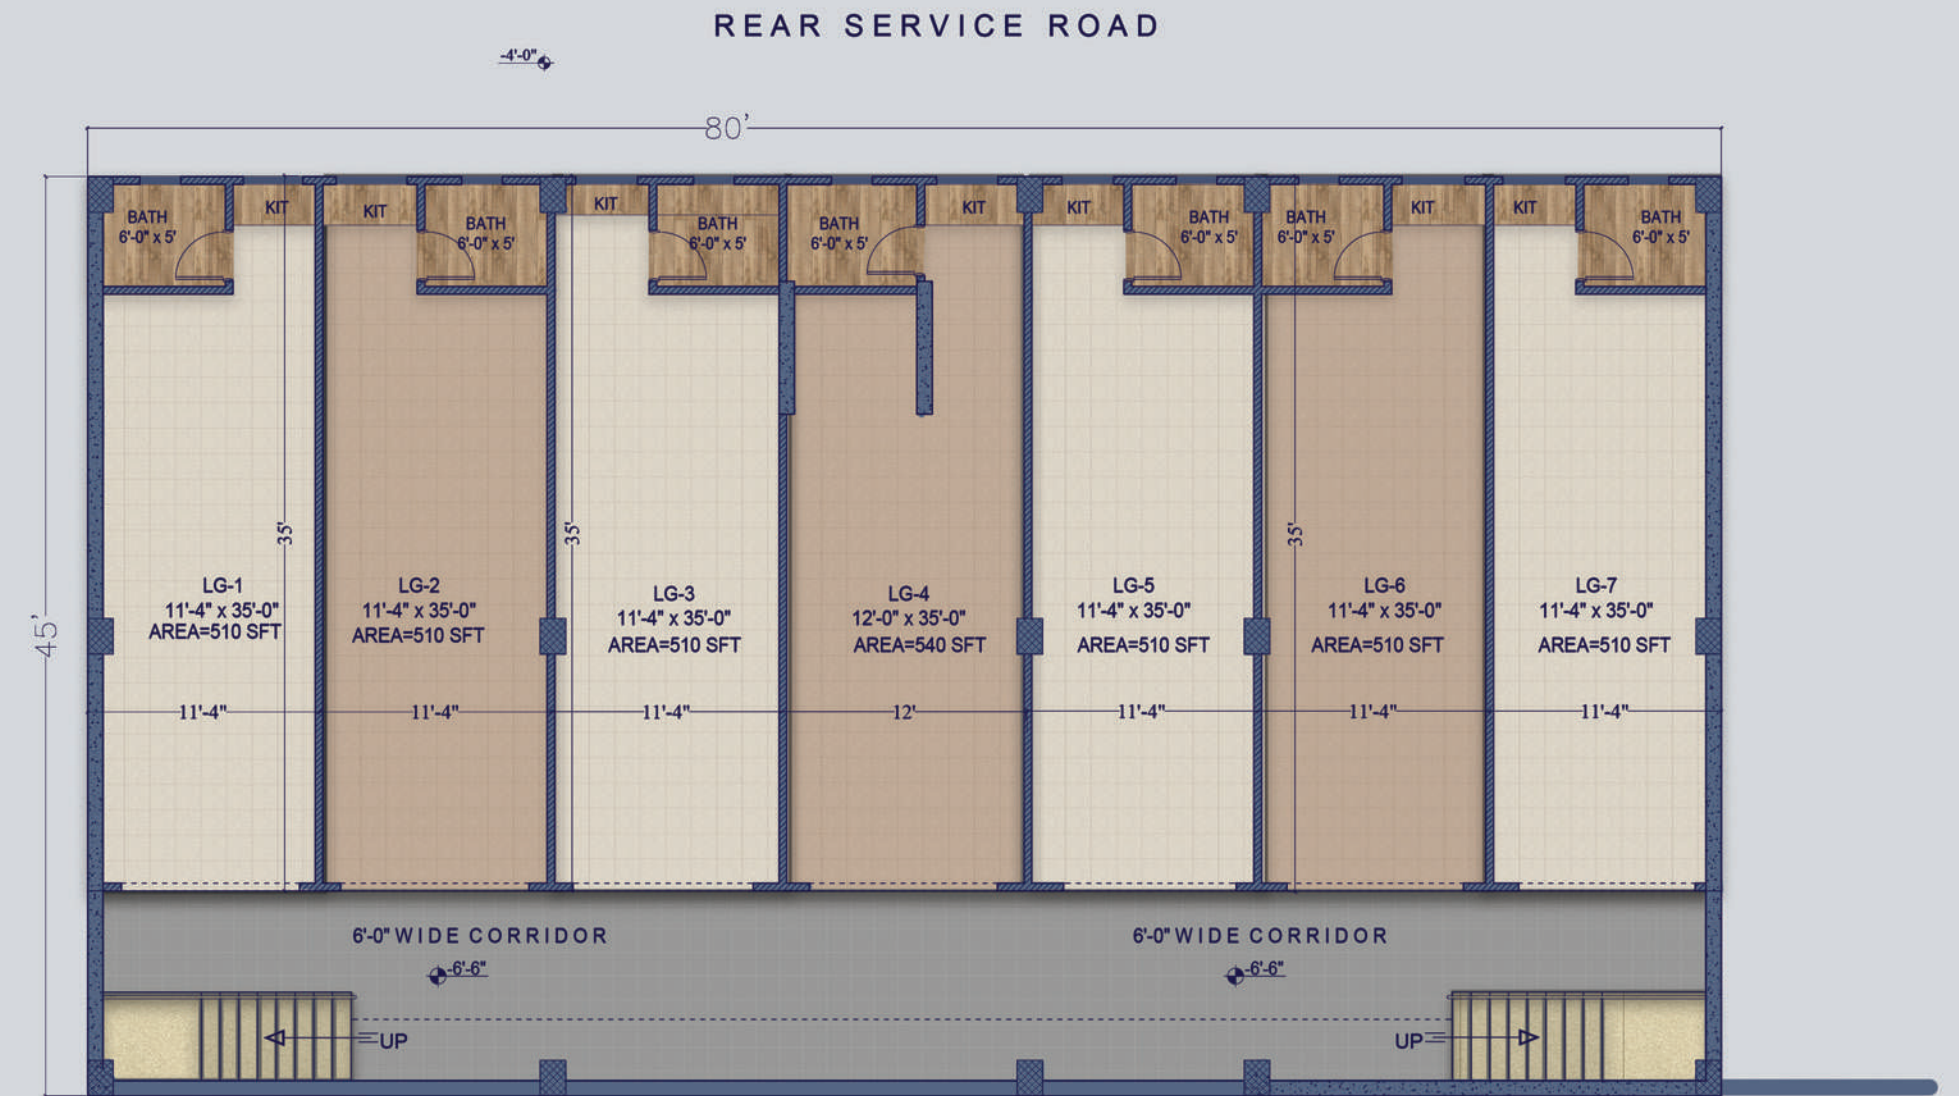 REAR SERVICE ROAD
-4'-0"
80'
45'
BATH
6'-0" x 5'
KIT
KIT
BATH
6'-0" x 5'
KIT
BATH
6'-0" x 5'
BATH
6'-0" x 5'
KIT
KIT
BATH
6'-0" x 5'
BATH
6'-0" x 5'
KIT
KIT
BATH
6'-0" x 5'
35'
35'
35'
LG-1
11'-4" x 35'-0"
AREA=510 SFT
LG-2
11'-4" x 35'-0"
AREA=510 SFT
LG-3
11'-4" x 35'-0"
AREA=510 SFT
LG-4
12'-0" x 35'-0"
AREA=540 SFT
LG-5
11'-4" x 35'-0"
AREA=510 SFT
LG-6
11'-4" x 35'-0"
AREA=510 SFT
LG-7
11'-4" x 35'-0"
AREA=510 SFT
11'-4"
11'-4"
11'-4"
12'
11'-4"
11'-4"
11'-4"
6'-0" WIDE CORRIDOR
-6'-6"
6'-0" WIDE CORRIDOR
-6'-6"
UP
UP